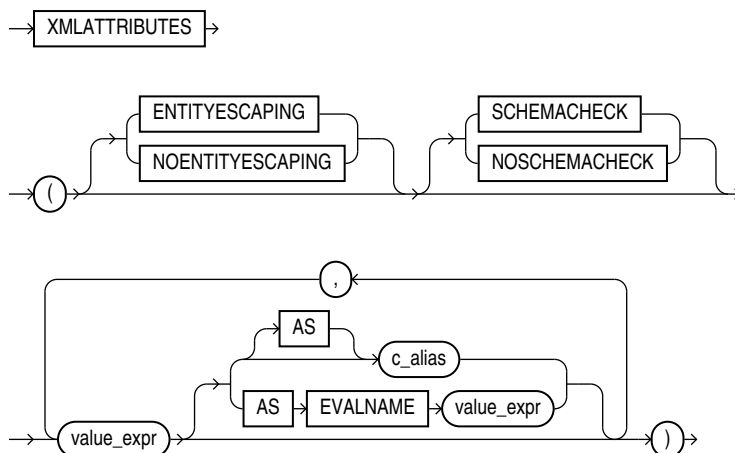 XMLATTRIBUTES
ENTITYESCAPING SCHEMACHECK
NOENTITYESCAPING NOSCHEMACHECK
(
,
AS
c_alias
AS EVALNAME value_expr
value_expr )